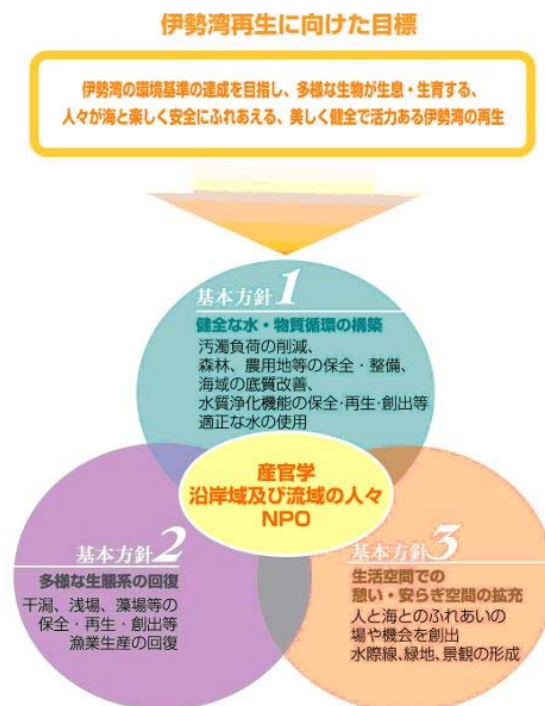 伊勢湾再生に向けた目標
伊勢湾の環境基準の達成を目指し、多様な生物が生息・生育する、
人々が海と楽しく安全にふれあえる、美しく健全で活力ある伊勢湾の再生
基本方針1
健全な水・物質循環の構築
汚濁負荷の削減、
森林、農用地等の保全・整備、
海域の底質改善、
水質浄化機能の保全・再生・創出等
適正な水の使用
産官学
沿岸域及び流域の人々
NPO
基本方針2
多様な生態系の回復
干潟、浅場、藻場等の
保全・再生・創出等
漁業生産の回復
基本方針3
生活空間での
憩い・安らぎ空間の拡充
人と海とのふれあいの
場や機会を創出
水際線、緑地、景観の形成